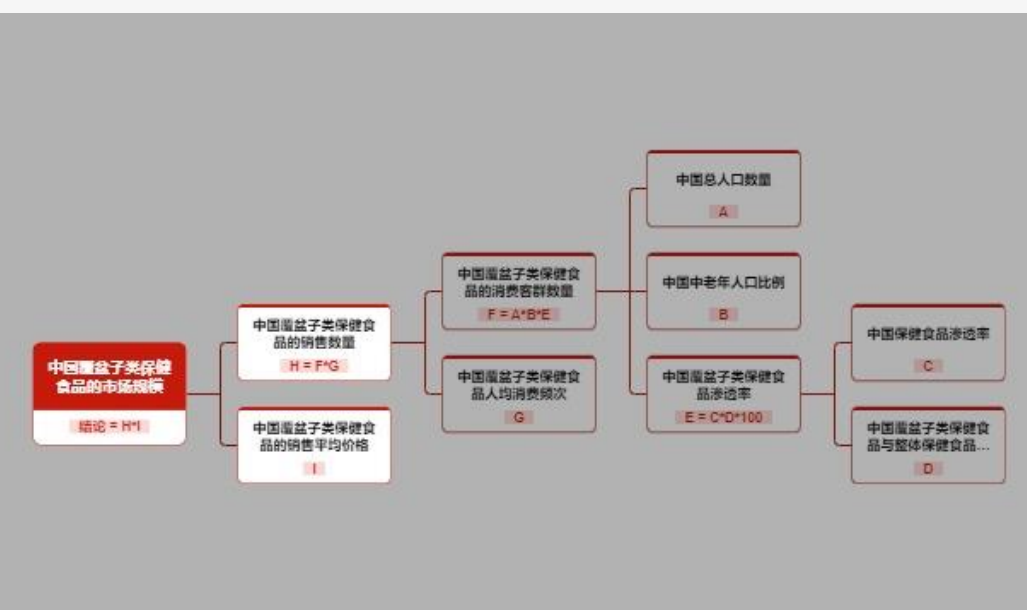 中国总人口数量
A
中国覆盆子类保健食
品的消费客群数量
F = A*B*E
中国中老年人口比例
B
中国覆盆子类保健食
品的销售数量
H = F*G
中国保健食品渗透率
C
中国覆盆子类保健
食品的市场规模
结论 = H*I
中国覆盆子类保健食
品人均消费频次
G
中国覆盆子类保健食
品渗透率
E = C*D*100
中国覆盆子类保健食
品的销售平均价格
I
中国覆盆子类保健食
品与整体保健食品...
D